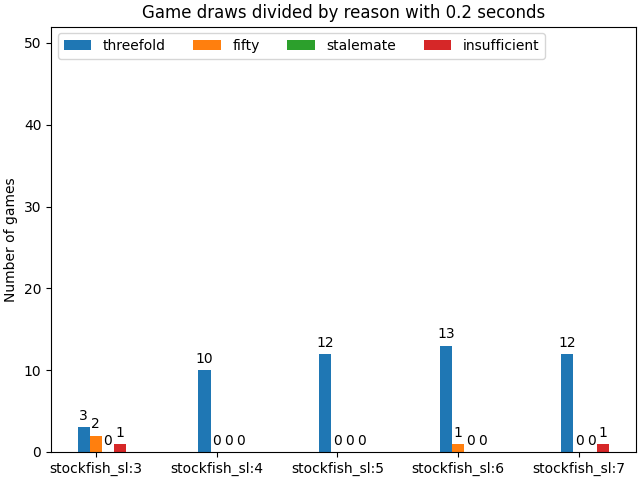 Game draws divided by reason with 0.2 seconds
threefold fifty stalemate insufficient
Number of games
50
40
30
20
10
0
3 2 0 1
10 0 0 0
12 0 0 0
13 1 0 0
12 0 0 1
stockfish_sl:3 stockfish_sl:4 stockfish_sl:5 stockfish_sl:6 stockfish_sl:7